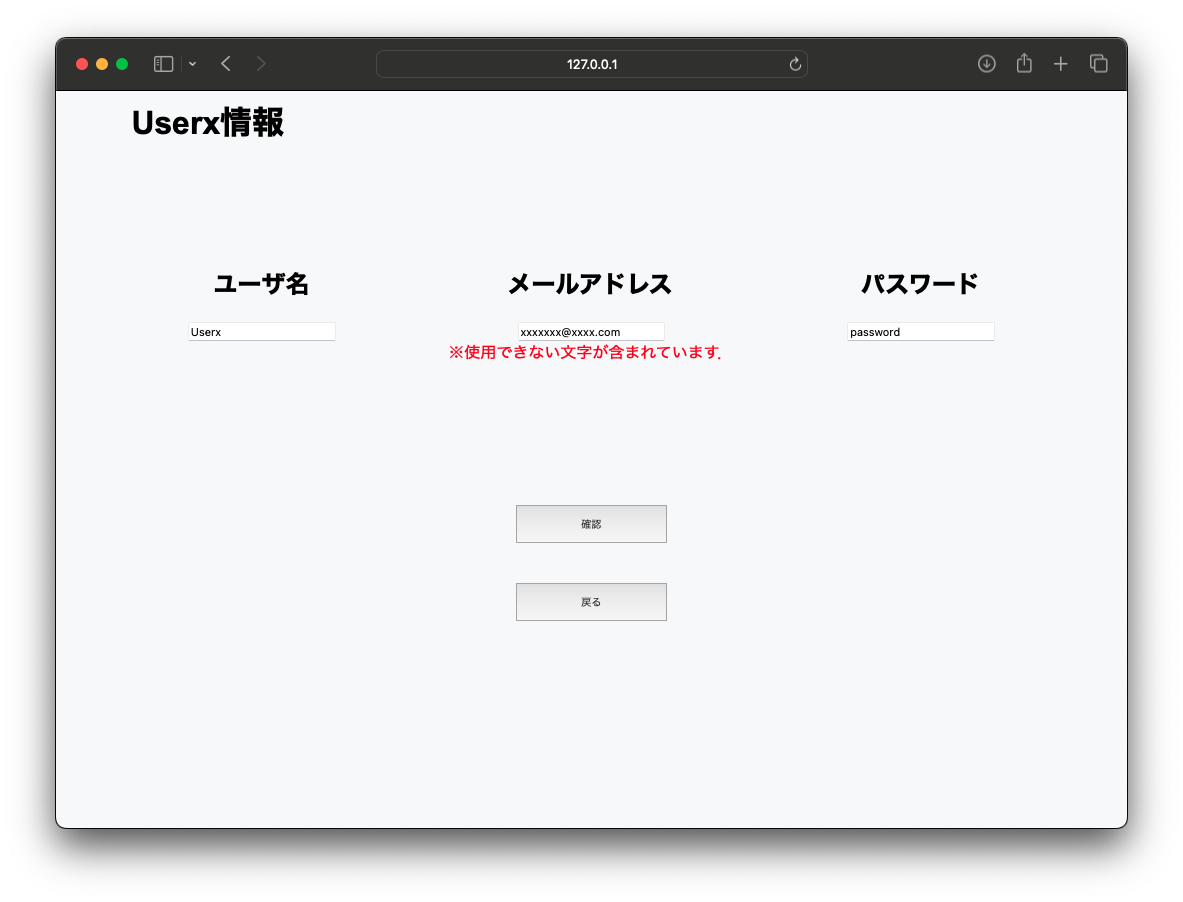 127.0.0.1
Userx情報
ユーザ名
メールアドレス
パスワード
Userx
xxxxxxx@xxxx.com
password
※使用できない文字が含まれています.
確認
戻る